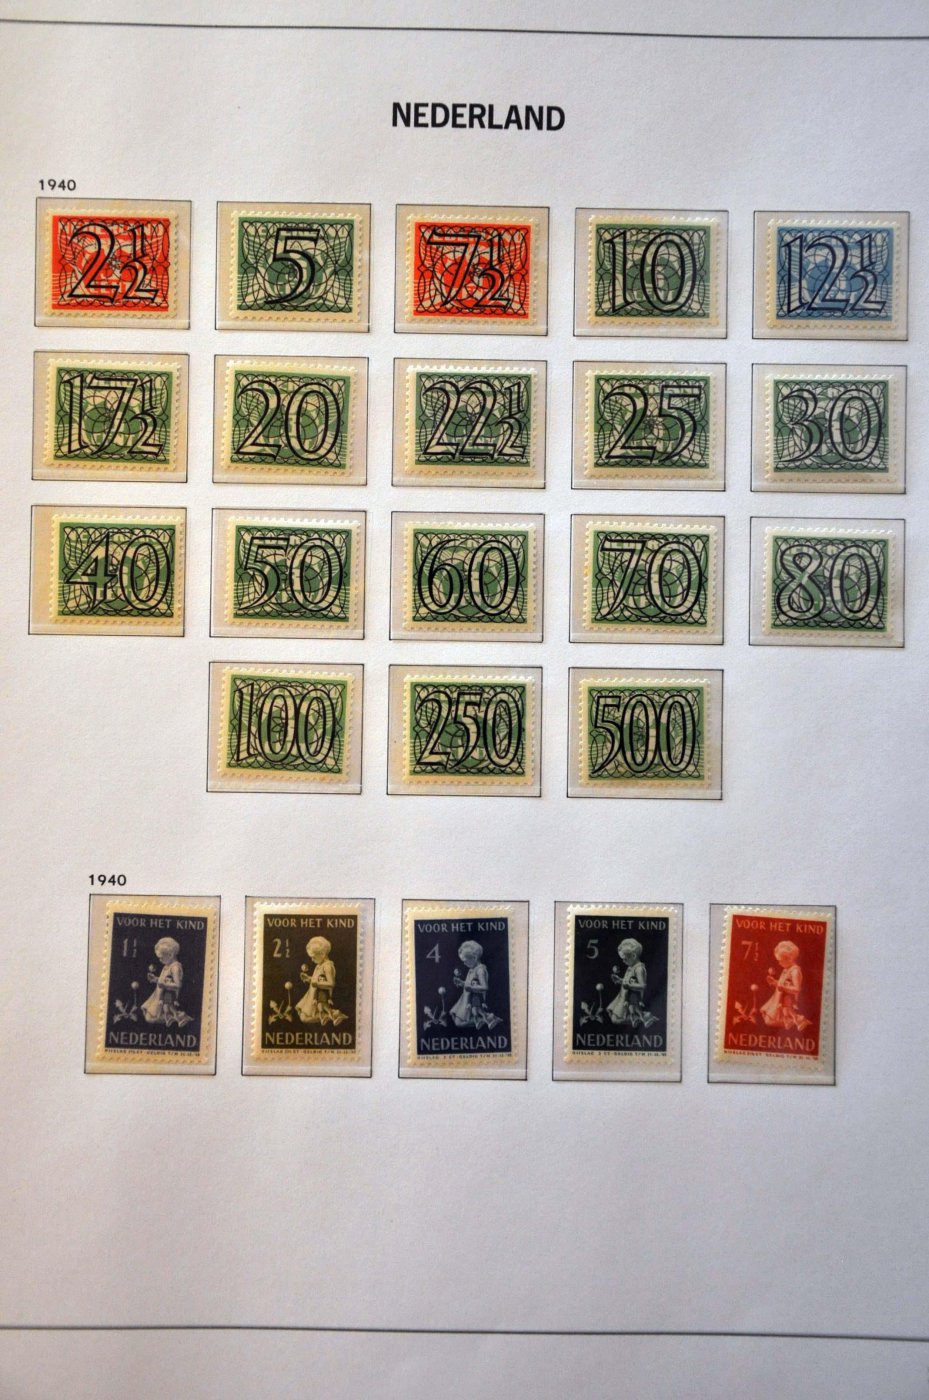 NEDERLAND
1940
2½ 5 7½ 10 12½
17½ 20 22½ 25 30
40 50 60 70 80
100 250 500
1940
VOOR HET KIND VOOR HET KIND VOOR HET KIND VOOR HET KIND VOOR HET KIND
1½ 2½ 4 5 7½
NEDERLAND NEDERLAND NEDERLAND NEDERLAND NEDERLAND